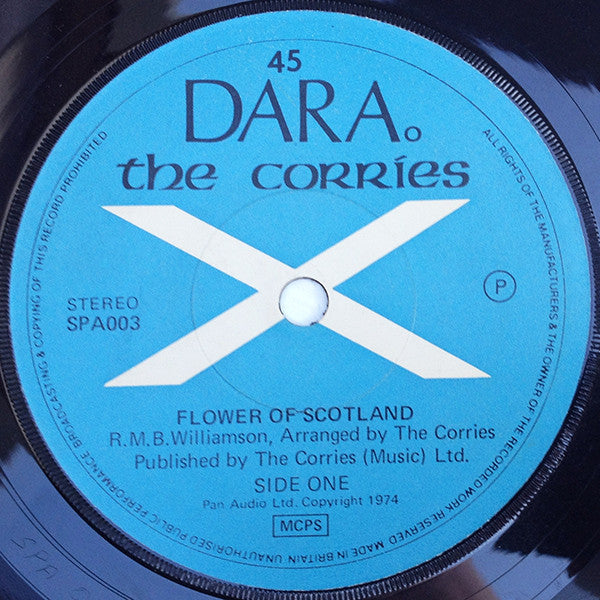 45
DARA.
the corries
STEREO
SPA003
P
FLOWER OF SCOTLAND
R.M.B.Williamson, Arranged by The Corries
Published by The Corries (Music) Ltd.
SIDE ONE
Pan Audio Ltd. Copyright 1974
MCPS
ALL RIGHTS OF THE MANUFACTURERS & THE OWNER OF THE RECORDED WORK RESERVED MADE IN BRITAIN UNAUTHORISED PUBLIC PERFORMANCE BROADCASTING & COPYING OF THIS RECORD PROHIBITED
SPA